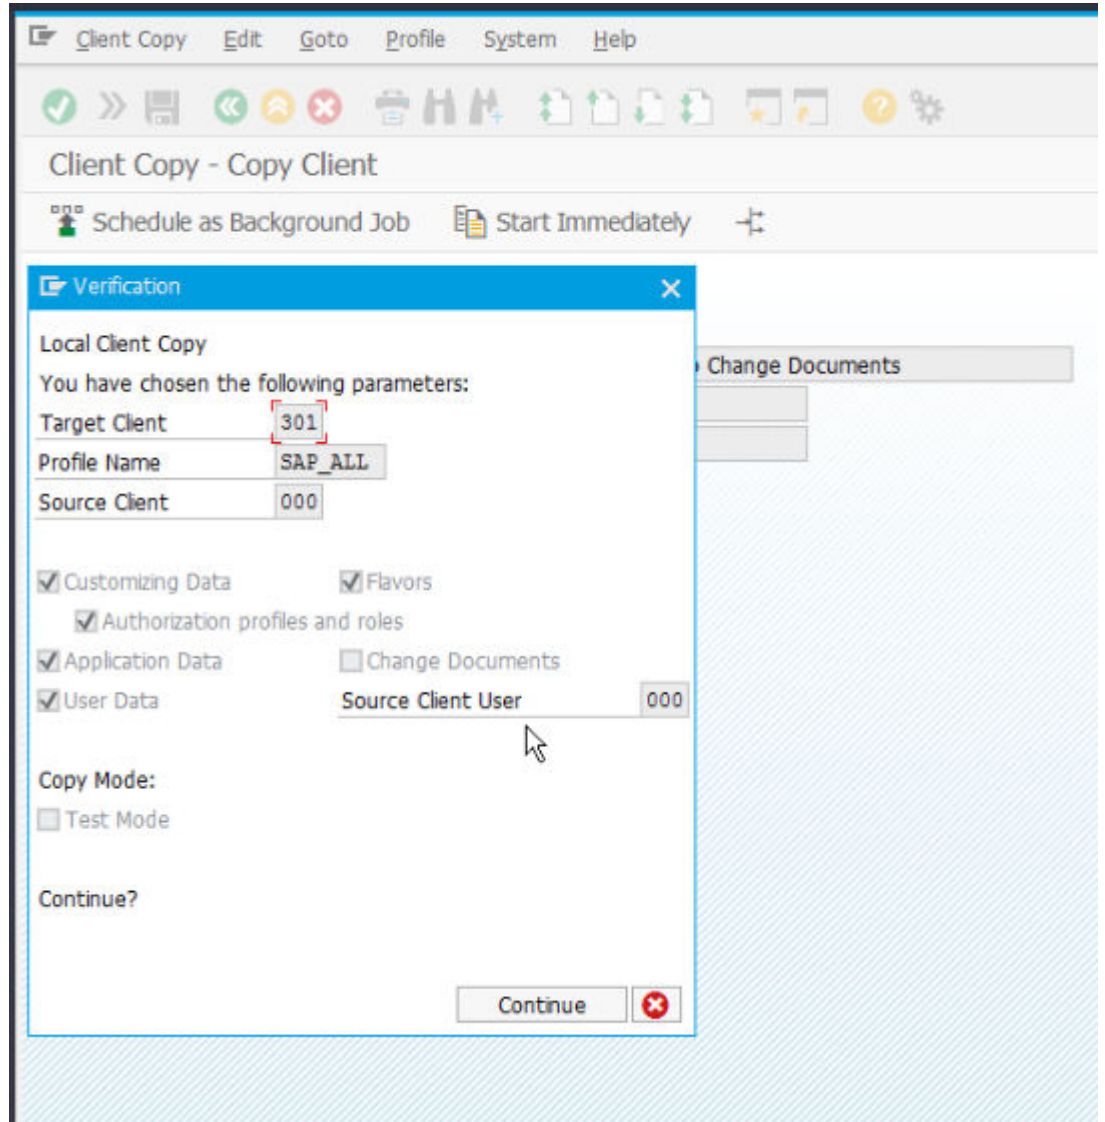 Client Copy Edit Goto Profile System Help
Client Copy - Copy Client
Schedule as Background Job Start Immediately
Verification
Local Client Copy
Change Documents
You have chosen the following parameters:
Target Client 301
Profile Name SAP_ALL
Source Client 000
Customizing Data Flavors
Authorization profiles and roles
Application Data Change Documents
User Data Source Client User 000
Copy Mode:
Test Mode
Continue?
Continue